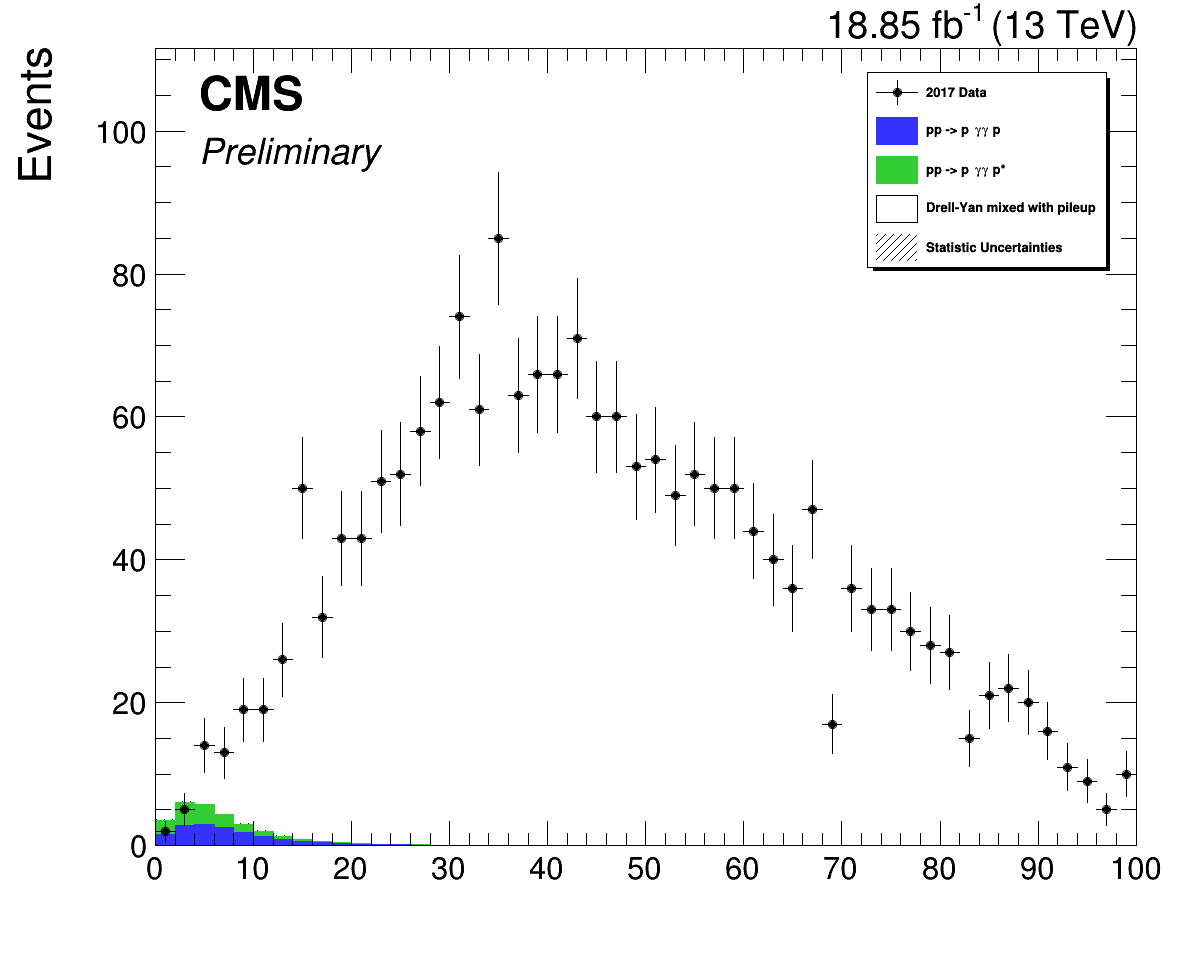 18.85 fb-1 (13 TeV)
Events
CMS
Preliminary
2017 Data
pp -> p γγ p
pp -> p γγ p*
Drell-Yan mixed with pileup
Statistic Uncertainties
100
80
60
40
20
0
0 10 20 30 40 50 60 70 80 90 100